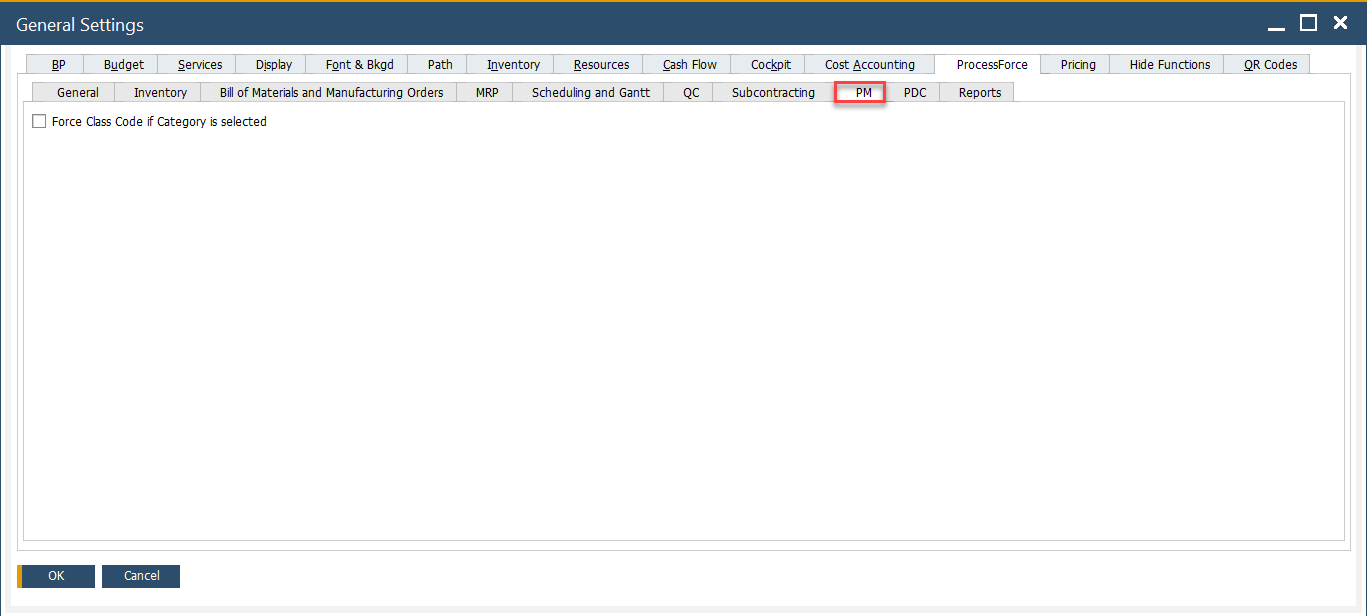 General Settings
BP Budget Services Display Font & Bkgd Path Inventory Resources Cash Flow Cockpit Cost Accounting ProcessForce Pricing Hide Functions QR Codes
General Inventory Bill of Materials and Manufacturing Orders MRP Scheduling and Gantt QC Subcontracting PM PDC Reports
Force Class Code if Category is selected
OK Cancel